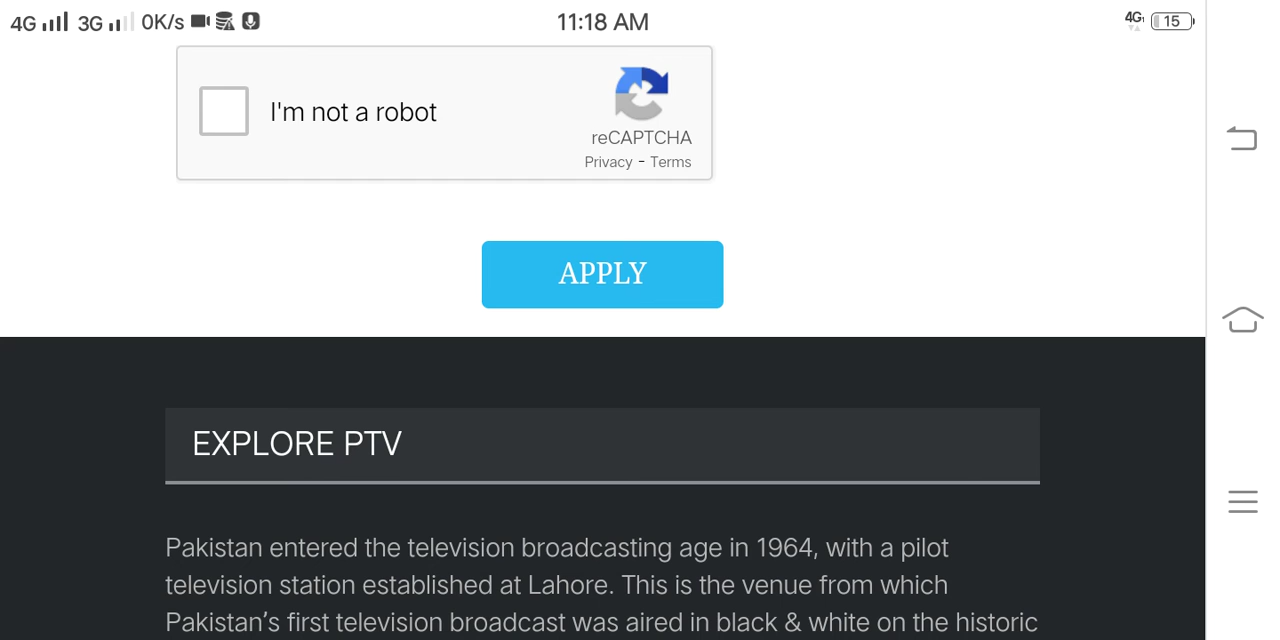 4G 3G 0K/s 11:18 AM 4G 15
I'm not a robot
reCAPTCHA
Privacy - Terms
APPLY
EXPLORE PTV
Pakistan entered the television broadcasting age in 1964, with a pilot
television station established at Lahore. This is the venue from which
Pakistan's first television broadcast was aired in black & white on the historic